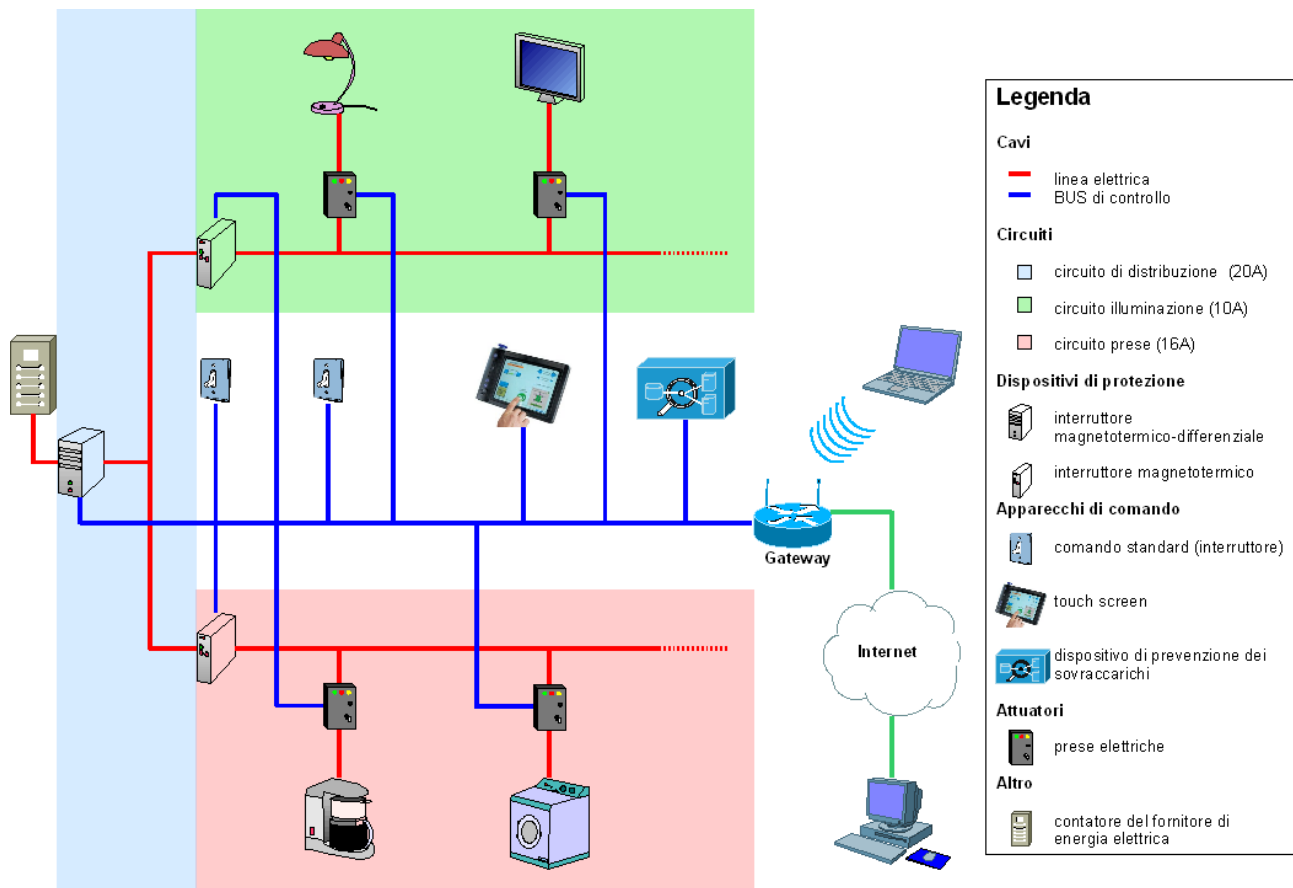 Gateway
Internet
Legenda
Cavi
linea elettrica
BUS di controllo
Circuiti
circuito di distribuzione (20A)
circuito illuminazione (10A)
circuito prese (16A)
Dispositivi di protezione
interruttore
magnetotermico-differenziale
interruttore magnetotermico
Apparecchi di comando
comando standard (interruttore)
touch screen
dispositivo di prevenzione dei
sovraccarichi
Attuatori
prese elettriche
Altro
contatore del fornitore di
energia elettrica